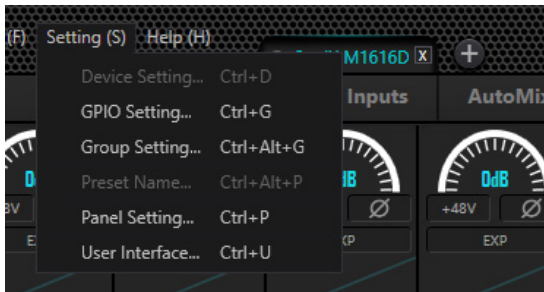 (F) Setting (S) Help (H)
M1616D X +
Device Setting... Ctrl+D
GPIO Setting... Ctrl+G
Inputs AutoMi
Group Setting... Ctrl+Alt+G
Preset Name... Ctrl+Alt+P
0dB
+48V Ø
Panel Setting... Ctrl+P
User Interface... Ctrl+U
EXP